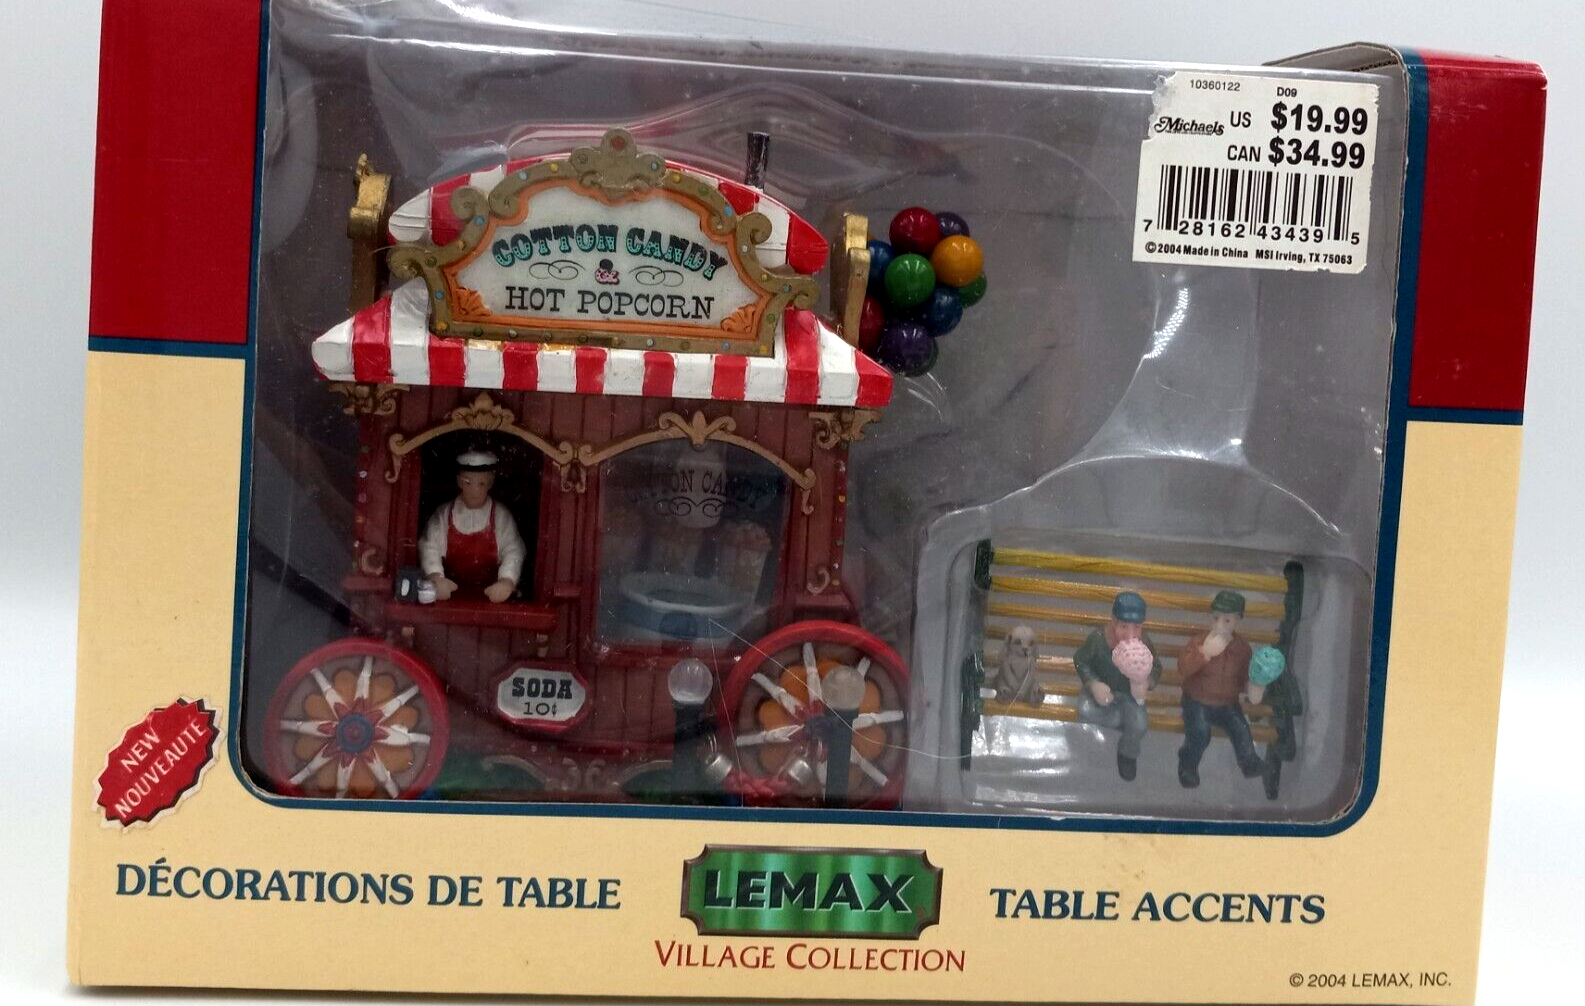 10360122 D09
Michaels US $19.99
CAN $34.99
7 28162 43439 5
©2004 Made in China MSI Irving, TX 75063
COTTON CANDY
&
HOT POPCORN
COTTON CANDY
SODA
10¢
NEW
NOUVEAUTÉ
DÉCORATIONS DE TABLE
LEMAX
VILLAGE COLLECTION
TABLE ACCENTS
© 2004 LEMAX, INC.